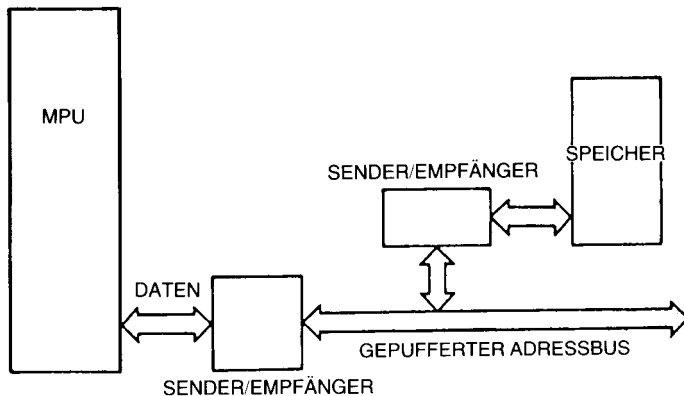 MPU
SPEICHER
SENDER/EMPFÄNGER
DATEN
GEPUFFERTER ADRESSBUS
SENDER/EMPFÄNGER